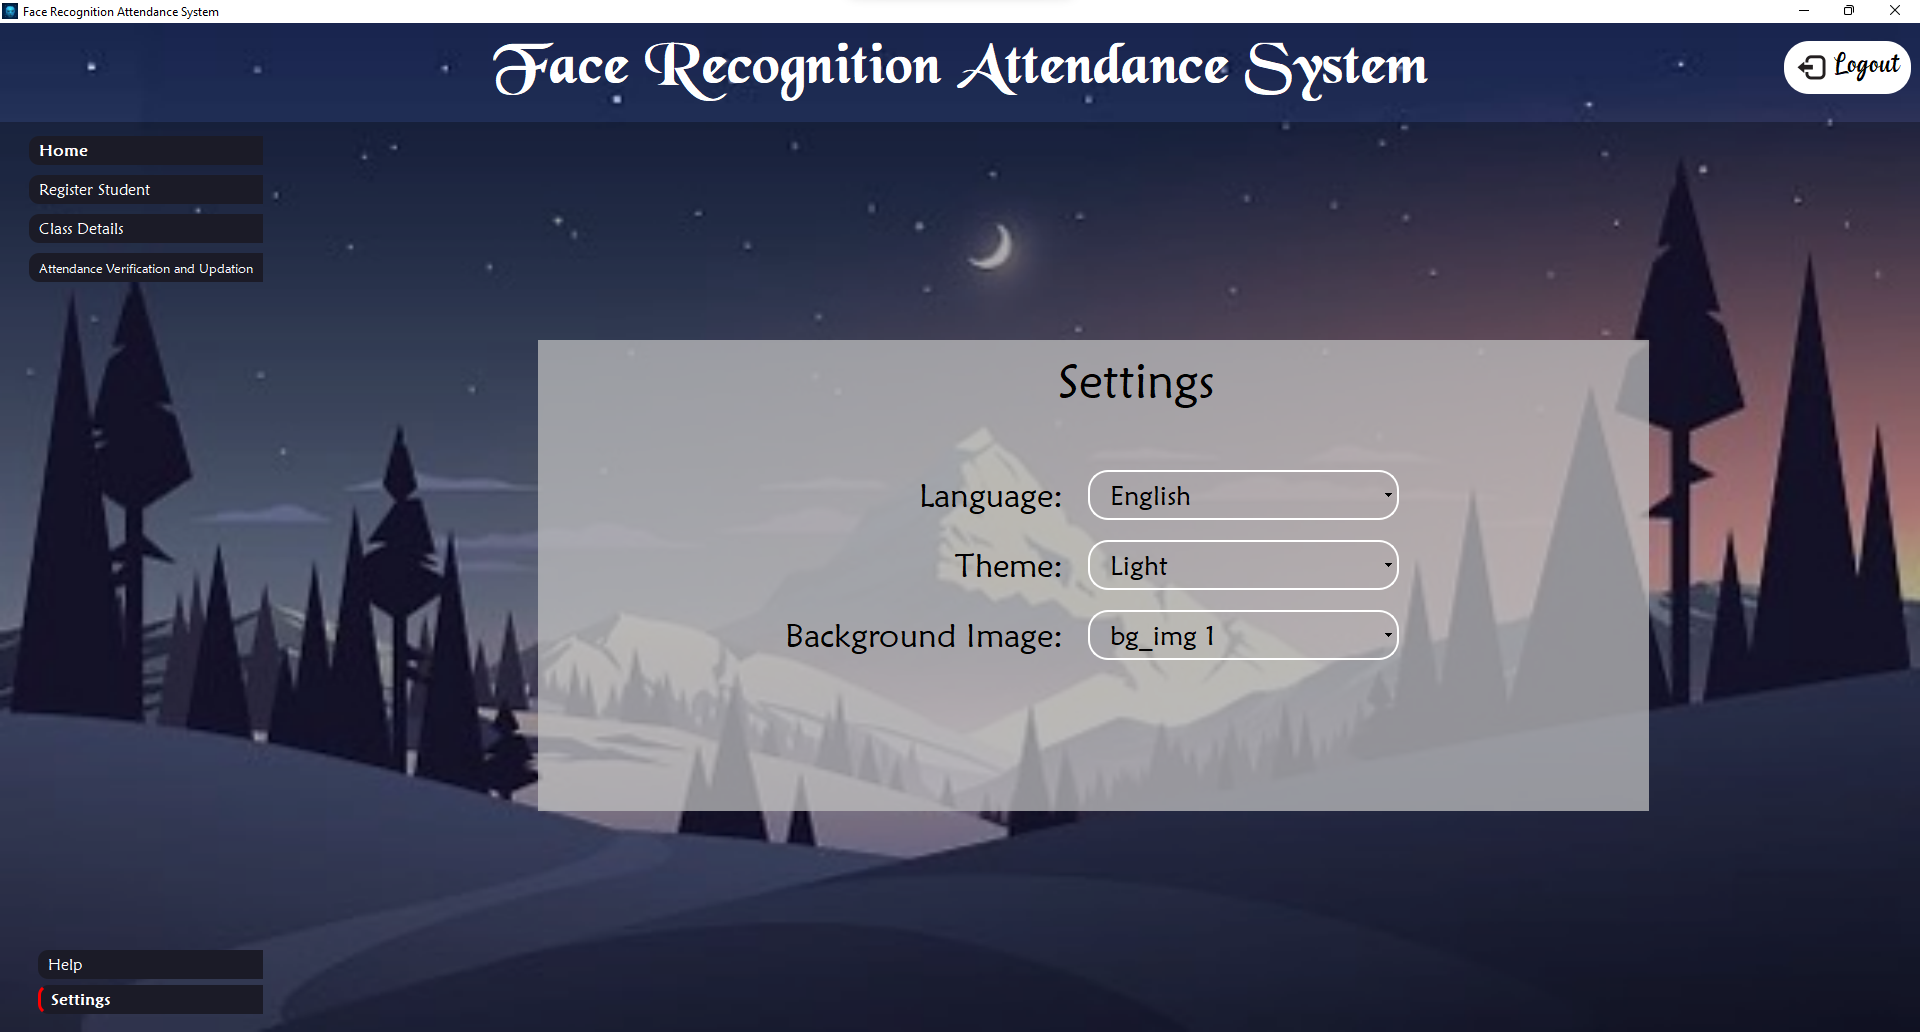 Face Recognition Attendance System
Face Recognition Attendance System
Logout
Home
Register Student
Class Details
Attendance Verification and Updation
Settings
Language: English
Theme: Light
Background Image: bg_img 1
Help
Settings